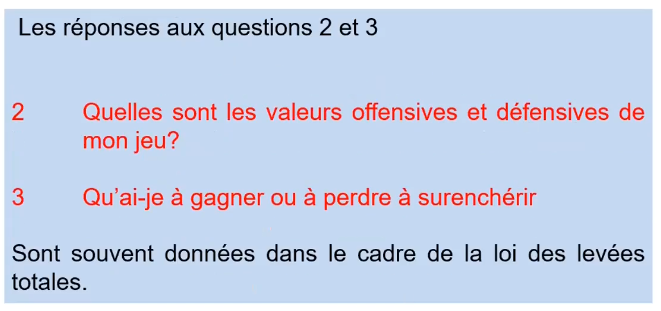 Les réponses aux questions 2 et 3
2 Quelles sont les valeurs offensives et défensives de
mon jeu?
3 Qu'ai-je à gagner ou à perdre à surenchérir
Sont souvent données dans le cadre de la loi des levées
totales.